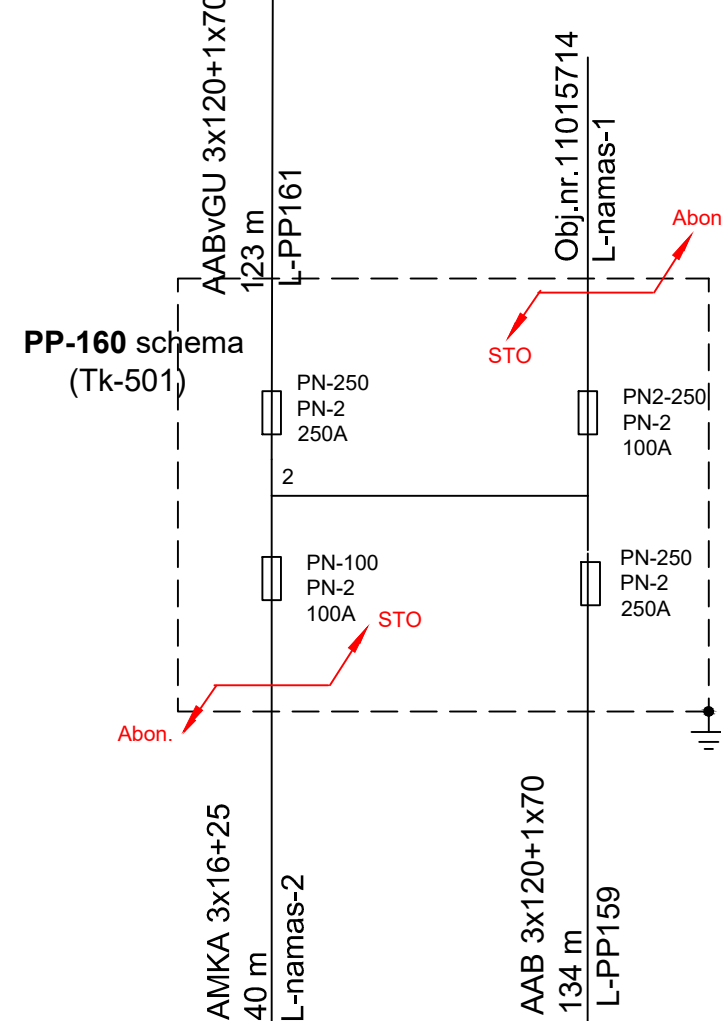 AABvGU 3x120+1x70
123 m
L-PP161
Obj.nr.11015714
L-namas-1
Abon
STO
PP-160 schema
(Tk-501)
PN-250
PN-2
250A
PN2-250
PN-2
100A
2
PN-100
PN-2
100A
PN-250
PN-2
250A
STO
Abon.
AMKA 3x16+25
40 m
L-namas-2
AAB 3x120+1x70
134 m
L-PP159